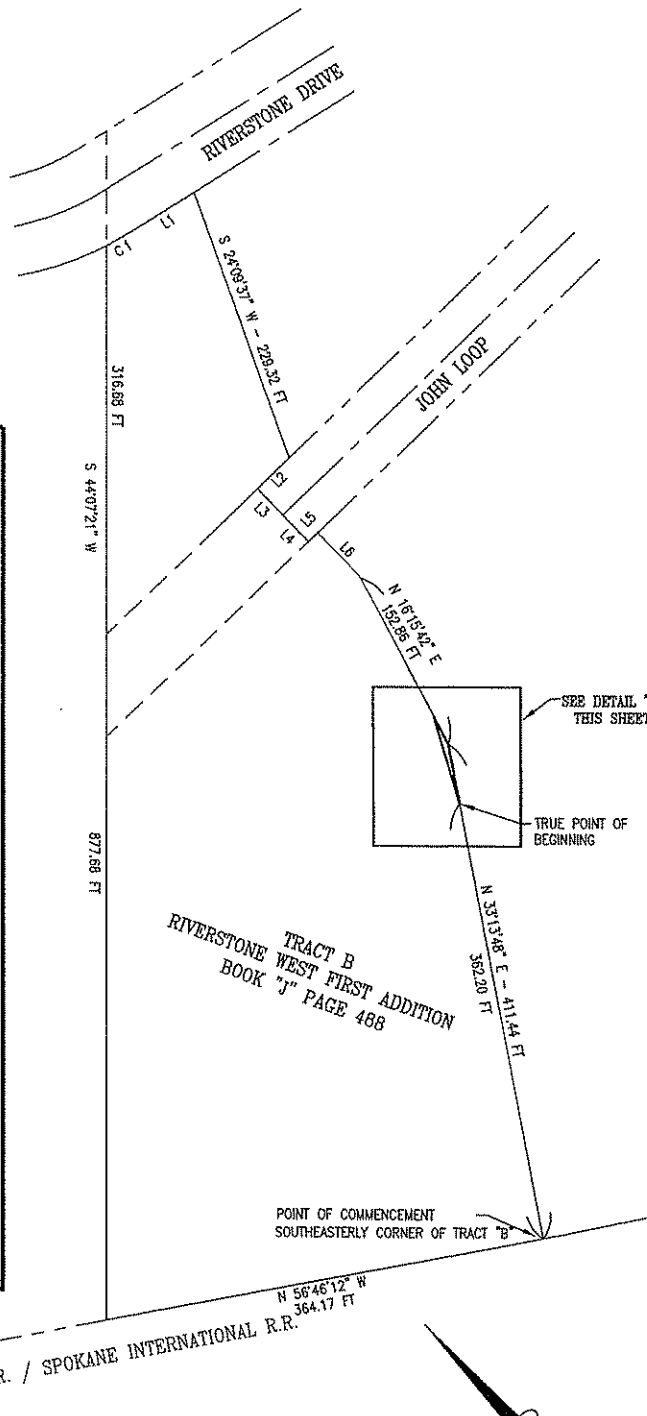 RIVERSTONE DRIVE
C1
L1
S 24°09'37" W - 229.32 FT
316.68 FT
S 44°07'21" W
JOHN LOOP
L2
L3
L4
L5
L6
N 16°15'42" E
152.86 FT
SEE DETAIL "
THIS SHEET
TRUE POINT OF
BEGINNING
877.68 FT
N 33°13'48" E - 411.44 FT
362.20 FT
TRACT B
RIVERSTONE WEST FIRST ADDITION
BOOK "J" PAGE 488
POINT OF COMMENCEMENT
SOUTHEASTERLY CORNER OF TRACT "B"
N 56°46'12" W
364.17 FT
R. / SPOKANE INTERNATIONAL R.R.